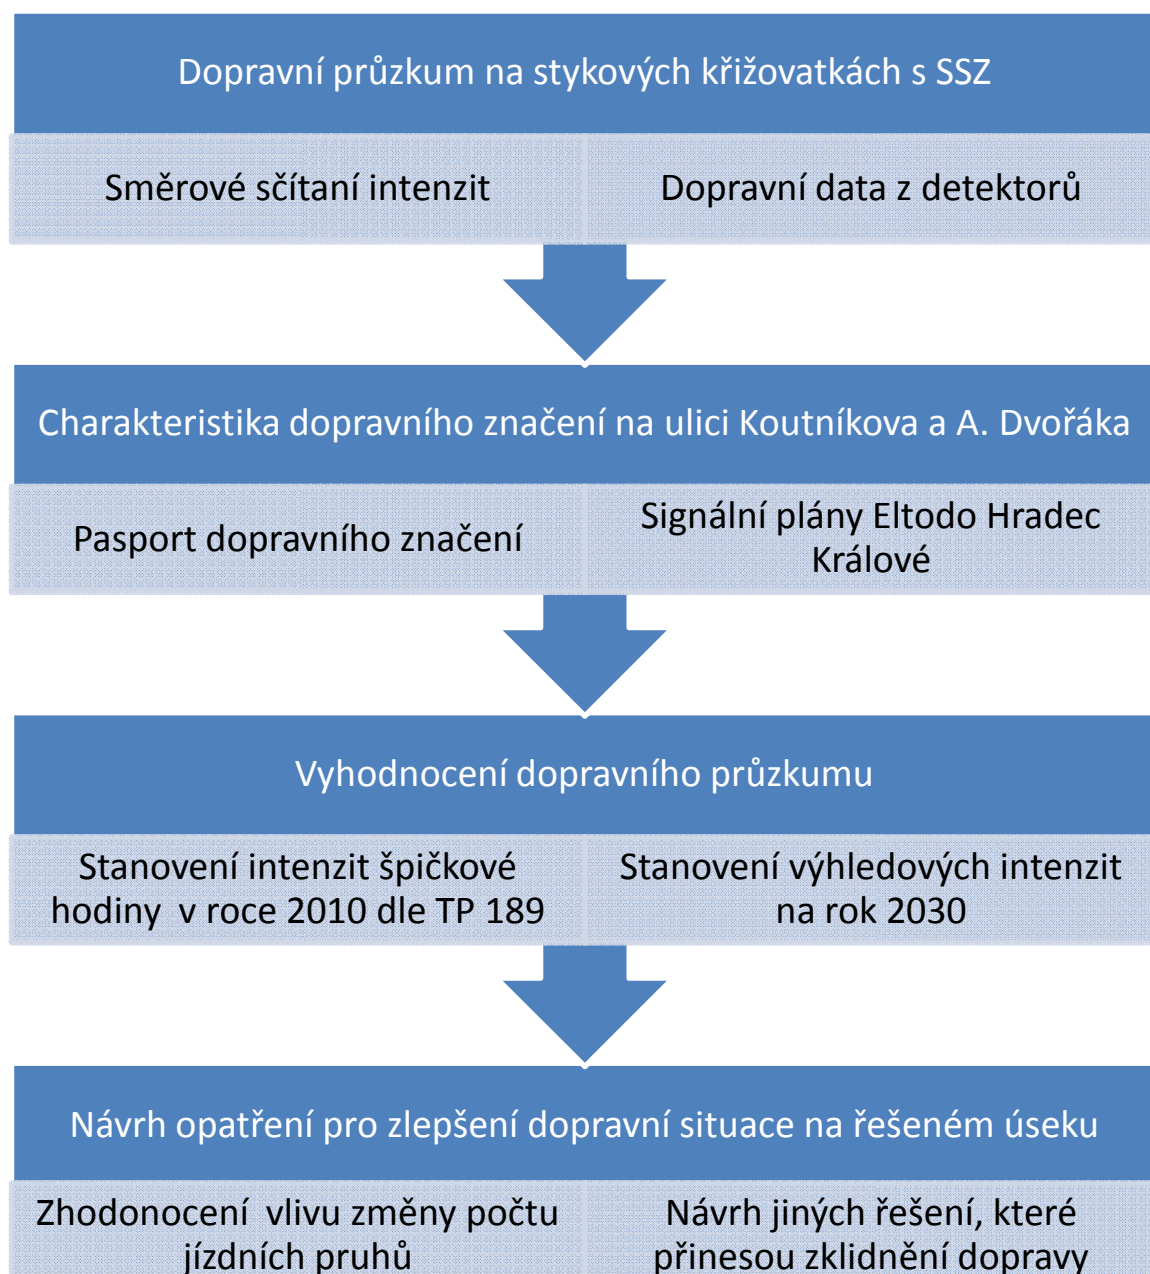 Dopravní průzkum na stykových křižovatkách s SSZ
Směrové sčítaní intenzit
Dopravní data z detektorů
Charakteristika dopravního značení na ulici Koutníkova a A. Dvořáka
Pasport dopravního značení
Signální plány Eltodo Hradec
Králové
Vyhodnocení dopravního průzkumu
Stanovení intenzit špičkové
hodiny  v roce 2010 dle TP 189
Stanovení výhledových intenzit
na rok 2030
Návrh opatření pro zlepšení dopravní situace na řešeném úseku
Zhodonocení  vlivu změny počtu
jízdních pruhů
Návrh jiných řešení, které
přinesou zklidnění dopravy